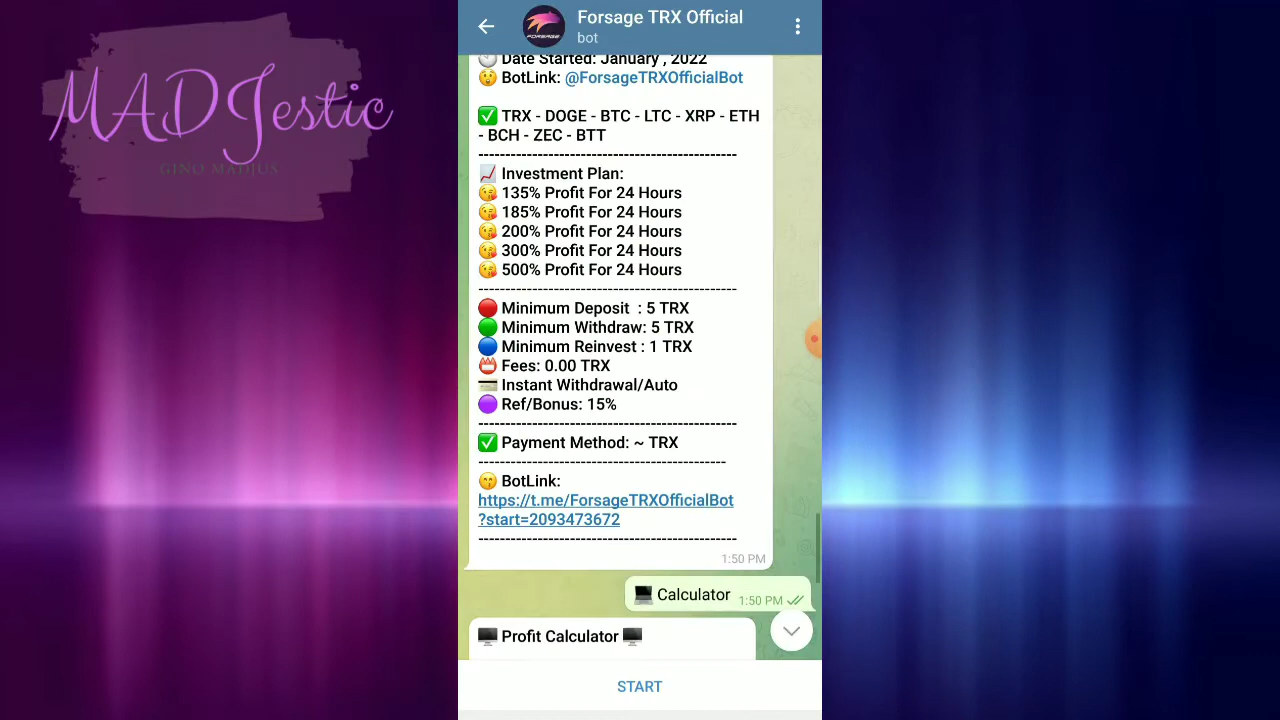 MADJestic
GINO MADJUS
Forsage TRX Official
bot
FORSAGE
Date Started: January , 2022
BotLink: @ForsageTRXOfficialBot
TRX - DOGE - BTC - LTC - XRP - ETH
- BCH - ZEC - BTT
-----------------------------------------------
Investment Plan:
135% Profit For 24 Hours
185% Profit For 24 Hours
200% Profit For 24 Hours
300% Profit For 24 Hours
500% Profit For 24 Hours
-----------------------------------------------
Minimum Deposit : 5 TRX
Minimum Withdraw: 5 TRX
Minimum Reinvest : 1 TRX
Fees: 0.00 TRX
Instant Withdrawal/Auto
Ref/Bonus: 15%
-----------------------------------------------
Payment Method: ~ TRX
---------------------------------------------
BotLink:
https://t.me/ForsageTRXOfficialBot
?start=2093473672
-----------------------------------------------
1:50 PM
Calculator 1:50 PM
Profit Calculator
START